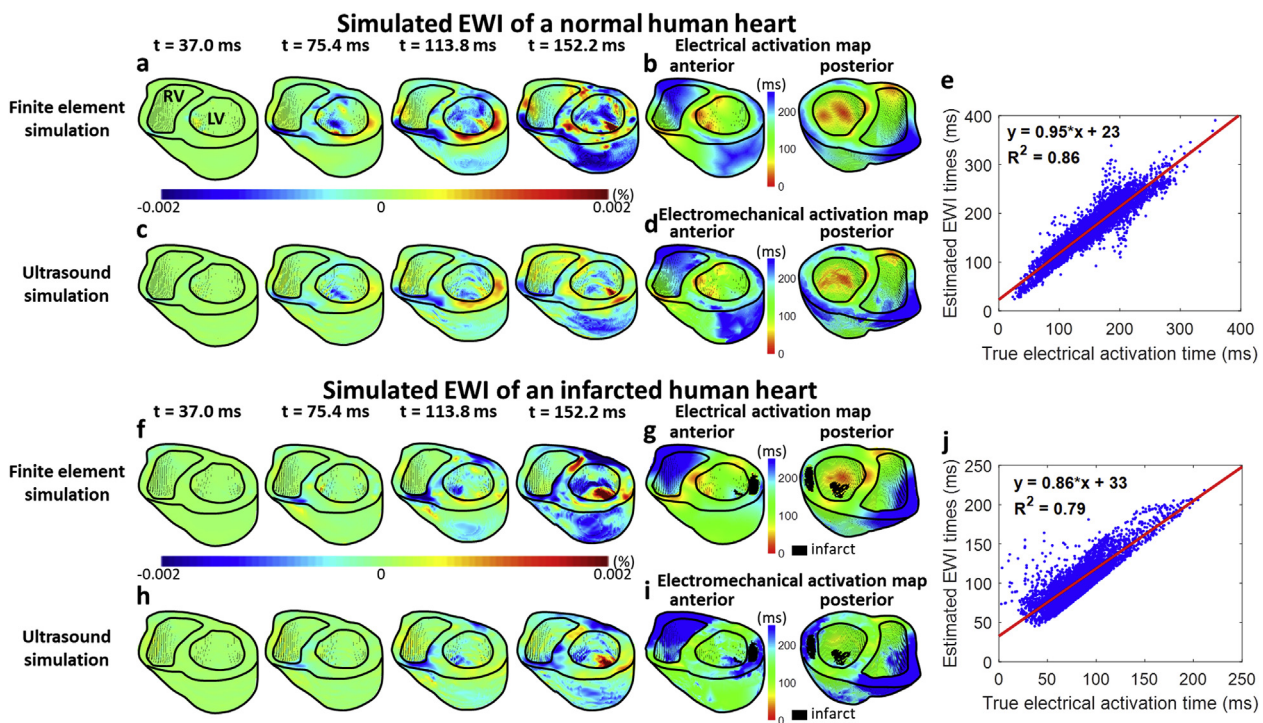 Simulated EWI of a normal human heart
t = 37.0 ms t = 75.4 ms t = 113.8 ms t = 152.2 ms
Electrical activation map
anterior posterior
a
b
RV
LV
Finite element
simulation
(ms)
200
100
0
-0.002 0 0.002 (%)
c
d
Electromechanical activation map
anterior posterior
Ultrasound
simulation
(ms)
200
100
0
e
y = 0.95*x + 23
R² = 0.86
Estimated EWI times (ms)
400
300
200
100
0
0 100 200 300 400
True electrical activation time (ms)
Simulated EWI of an infarcted human heart
t = 37.0 ms t = 75.4 ms t = 113.8 ms t = 152.2 ms
Electrical activation map
anterior posterior
f
g
Finite element
simulation
(ms)
200
100
0
infarct
-0.002 0 0.002 (%)
h
i
Electromechanical activation map
anterior posterior
Ultrasound
simulation
(ms)
200
100
0
infarct
j
y = 0.86*x + 33
R² = 0.79
Estimated EWI times (ms)
250
200
150
100
50
0
0 50 100 150 200 250
True electrical activation time (ms)